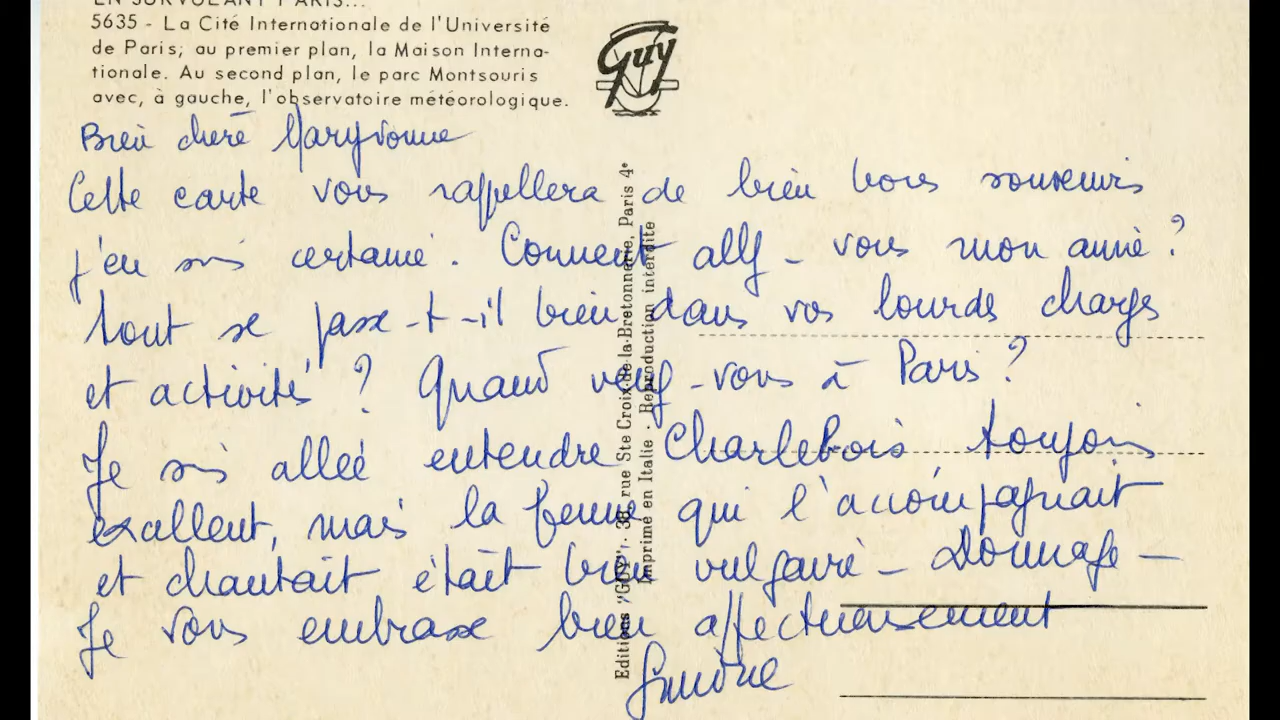 EN SURVOLANT PARIS...
5635 - La Cité Internationale de l'Université
de Paris; au premier plan, la Maison Interna-
tionale. Au second plan, le parc Montsouris
avec, à gauche, l'observatoire météorologique.
Guy
Bien chère Maryvonne
Cette carte vous rappellera de bien bons souvenirs
j'en suis certaine. Comment allez-vous mon amie ?
tout se passe-t-il bien dans vos lourdes charges
et activités ? Quand venez-vous à Paris ?
Je suis allée entendre Charlebois, toujours
excellent, mais la femme qui l'accompagnait
et chantait était bien vulgaire - Dommage -
Je vous embrasse bien affectueusement
Simone
Editions "GUY", 38, rue Ste Croix-de-la-Bretonnerie, Paris 4e
Imprimé en Italie - Reproduction interdite